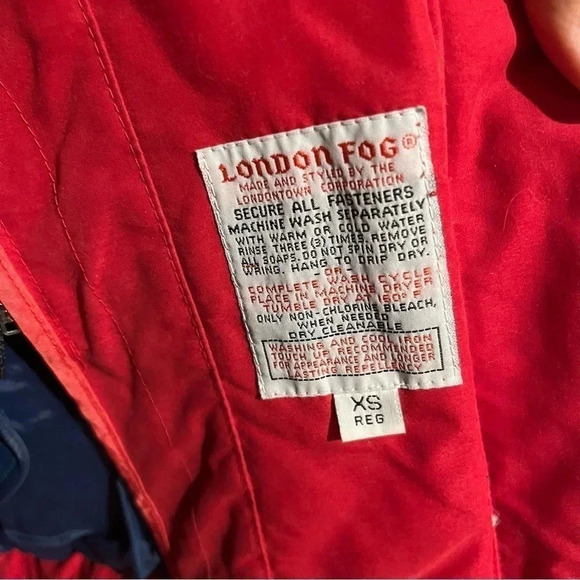 LONDON FOG®
MADE AND STYLED BY THE
LONDONTOWN CORPORATION
SECURE ALL FASTENERS
MACHINE WASH SEPARATELY
WITH WARM OR COLD WATER
RINSE THREE (3) TIMES. REMOVE
ALL SOAPS. DO NOT SPIN DRY OR
WRING. HANG TO DRIP DRY.
-OR-
COMPLETE WASH CYCLE
PLACE IN MACHINE DRYER
TUMBLE DRY AT 160° F
ONLY NON-CHLORINE BLEACH,
WHEN NEEDED
DRY CLEANABLE
WASHING AND COOL IRON
TOUCH UP RECOMMENDED
FOR APPEARANCE AND LONGER
LASTING REPELLENCY
XS
REG